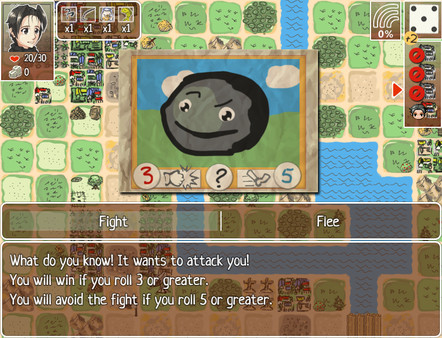 20/30
0
x1 x1 x1 x1
0%
x2
3 ? 5
Fight Flee
What do you know! It wants to attack you!
You will win if you roll 3 or greater.
You will avoid the fight if you roll 5 or greater.